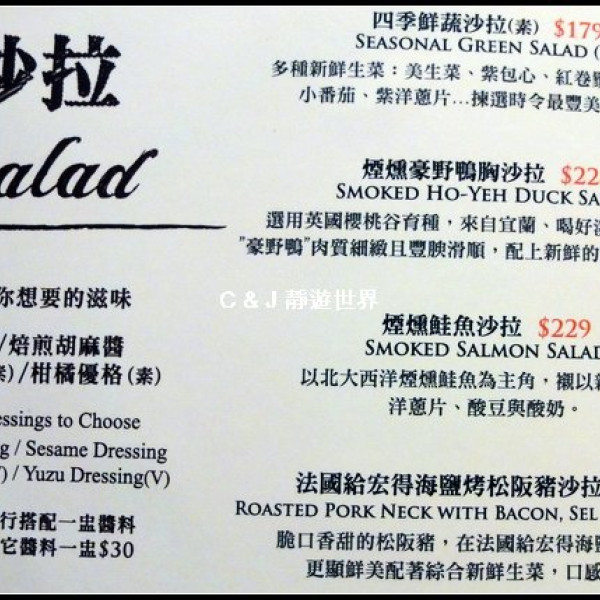 沙拉
alad
你想要的滋味
/焙煎胡麻醬
)/柑橘優格(素)
essings to Choose
g / Sesame Dressing
) / Yuzu Dressing(V)
行搭配一盅醬料
它醬料一盅$30
四季鮮蔬沙拉(素) $179
SEASONAL GREEN SALAD (
多種新鮮生菜：美生菜、紫包心、紅卷
小番茄、紫洋蔥片…揀選時令最豐美
煙燻豪野鴨胸沙拉 $22
SMOKED HO-YEH DUCK SA
選用英國櫻桃谷育種，來自宜蘭、喝好
"豪野鴨"肉質細緻且豐腴滑順，配上新鮮的
C & J 靜遊世界
煙燻鮭魚沙拉 $229
SMOKED SALMON SALAD
以北大西洋煙燻鮭魚為主角，襯以新
洋蔥片、酸豆與酸奶。
法國給宏得海鹽烤松阪豬沙拉
ROASTED PORK NECK WITH BACON, SEL
脆口香甜的松阪豬，在法國給宏得海鹽
更顯鮮美配著綜合新鮮生菜，口感